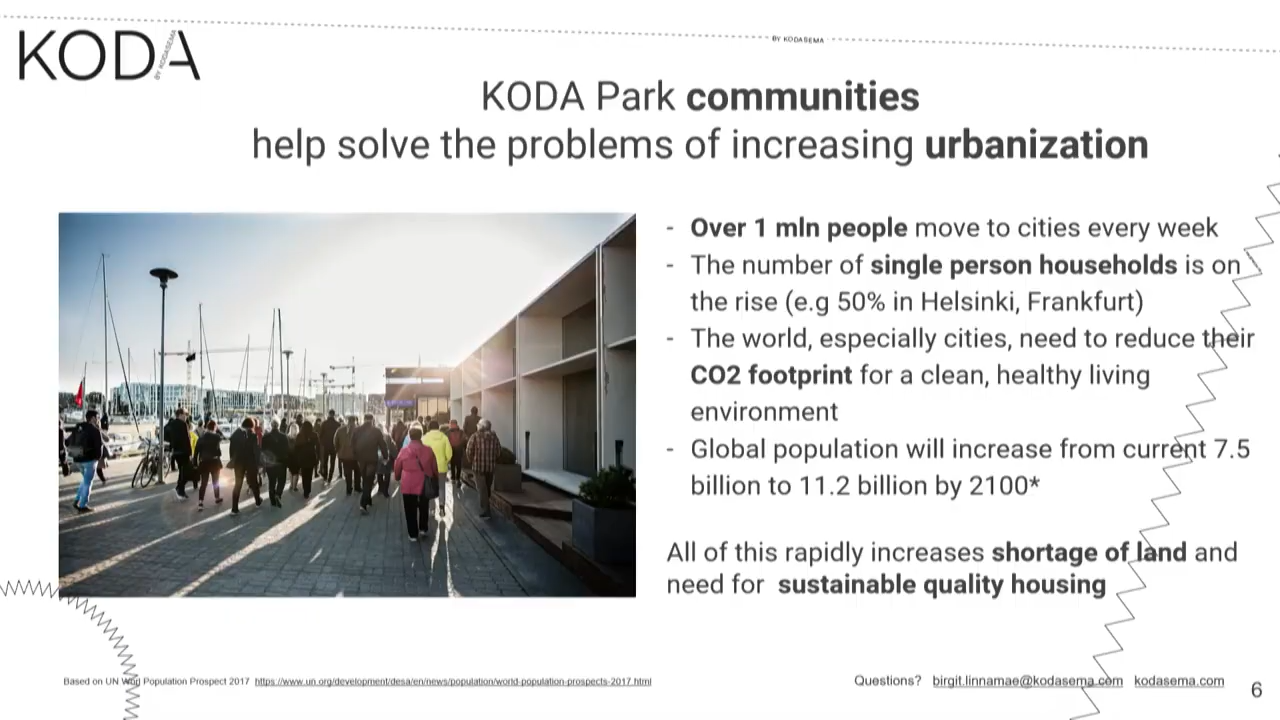 BY KODASEMA
KODA
BY KODASEMA
KODA Park communities
help solve the problems of increasing urbanization
- Over 1 mln people move to cities every week
- The number of single person households is on
the rise (e.g 50% in Helsinki, Frankfurt)
- The world, especially cities, need to reduce their
CO2 footprint for a clean, healthy living
environment
- Global population will increase from current 7.5
billion to 11.2 billion by 2100*
All of this rapidly increases shortage of land and
need for sustainable quality housing
Based on UN World Population Prospect 2017 https://www.un.org/development/desa/en/news/population/world-population-prospects-2017.html
Questions? birgit.linnamae@kodasema.com kodasema.com
6